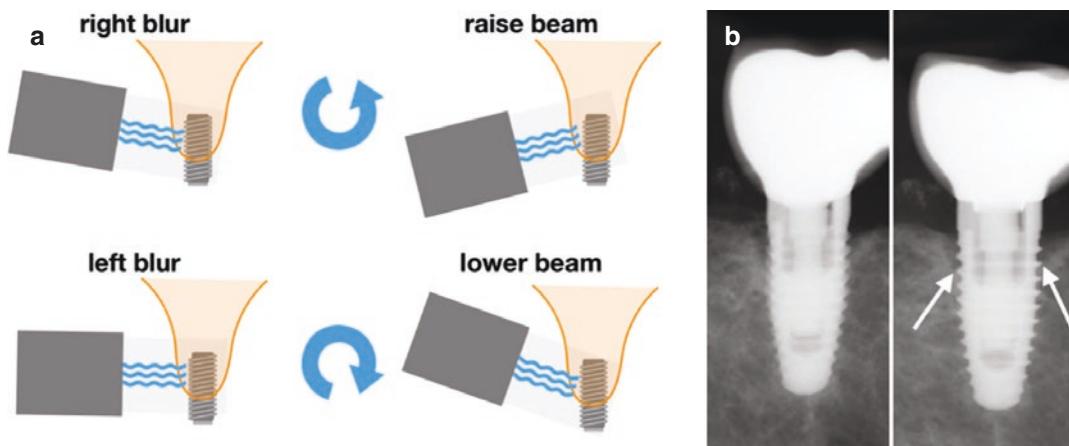 a
right blur
raise beam
left blur
lower beam
b